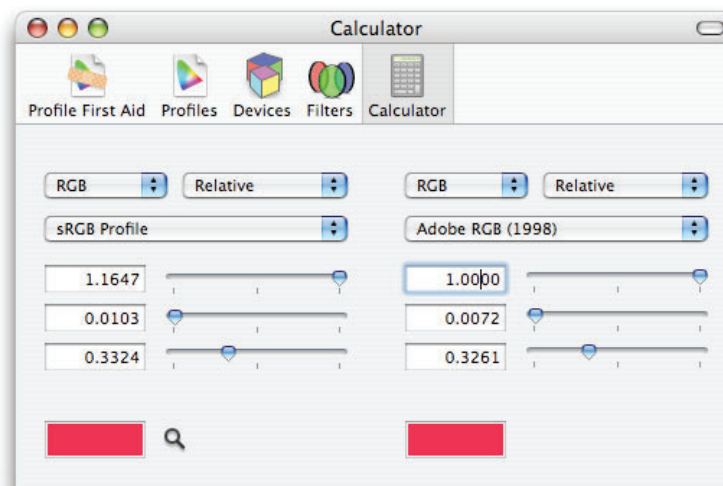 Calculator
Profile First Aid Profiles Devices Filters Calculator
RGB Relative RGB Relative
sRGB Profile Adobe RGB (1998)
1.1647 1.0000
0.0103 0.0072
0.3324 0.3261